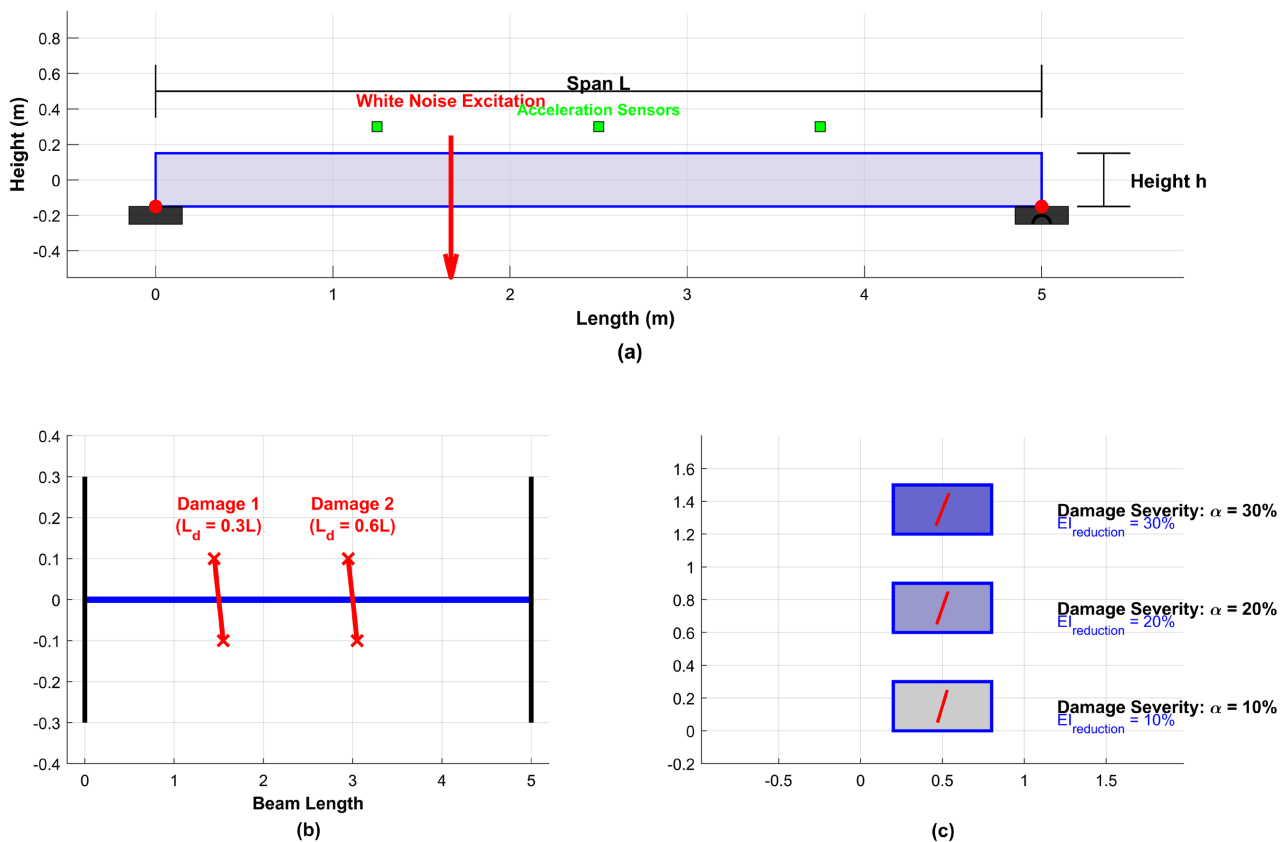 Span L
White Noise Excitation
Acceleration Sensors
Height h
Height (m)
0.8
0.6
0.4
0.2
0
-0.2
-0.4
0 1 2 3 4 5
Length (m)
(a)
0.4
0.3
0.2
0.1
0
-0.1
-0.2
-0.3
-0.4
Damage 1
(L_d = 0.3L)
Damage 2
(L_d = 0.6L)
0 1 2 3 4 5
Beam Length
(b)
1.6
1.4
1.2
1
0.8
0.6
0.4
0.2
0
-0.2
Damage Severity: α = 30%
EI_reduction = 30%
Damage Severity: α = 20%
EI_reduction = 20%
Damage Severity: α = 10%
EI_reduction = 10%
-0.5 0 0.5 1 1.5
(c)